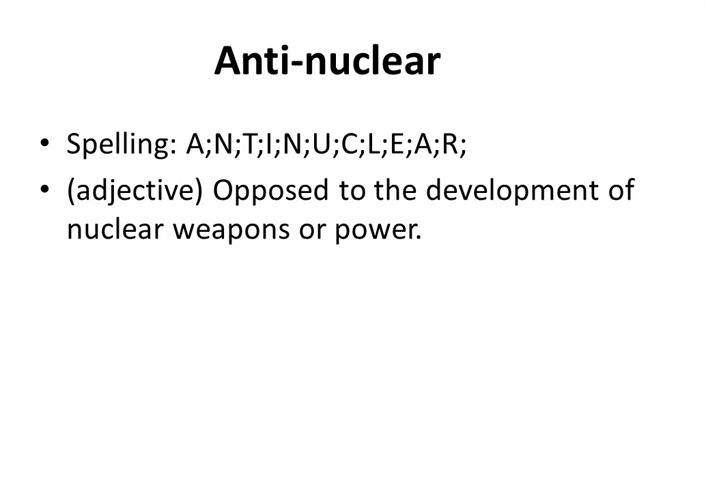 Anti-nuclear
• Spelling: A;N;T;I;N;U;C;L;E;A;R;
• (adjective) Opposed to the development of
nuclear weapons or power.